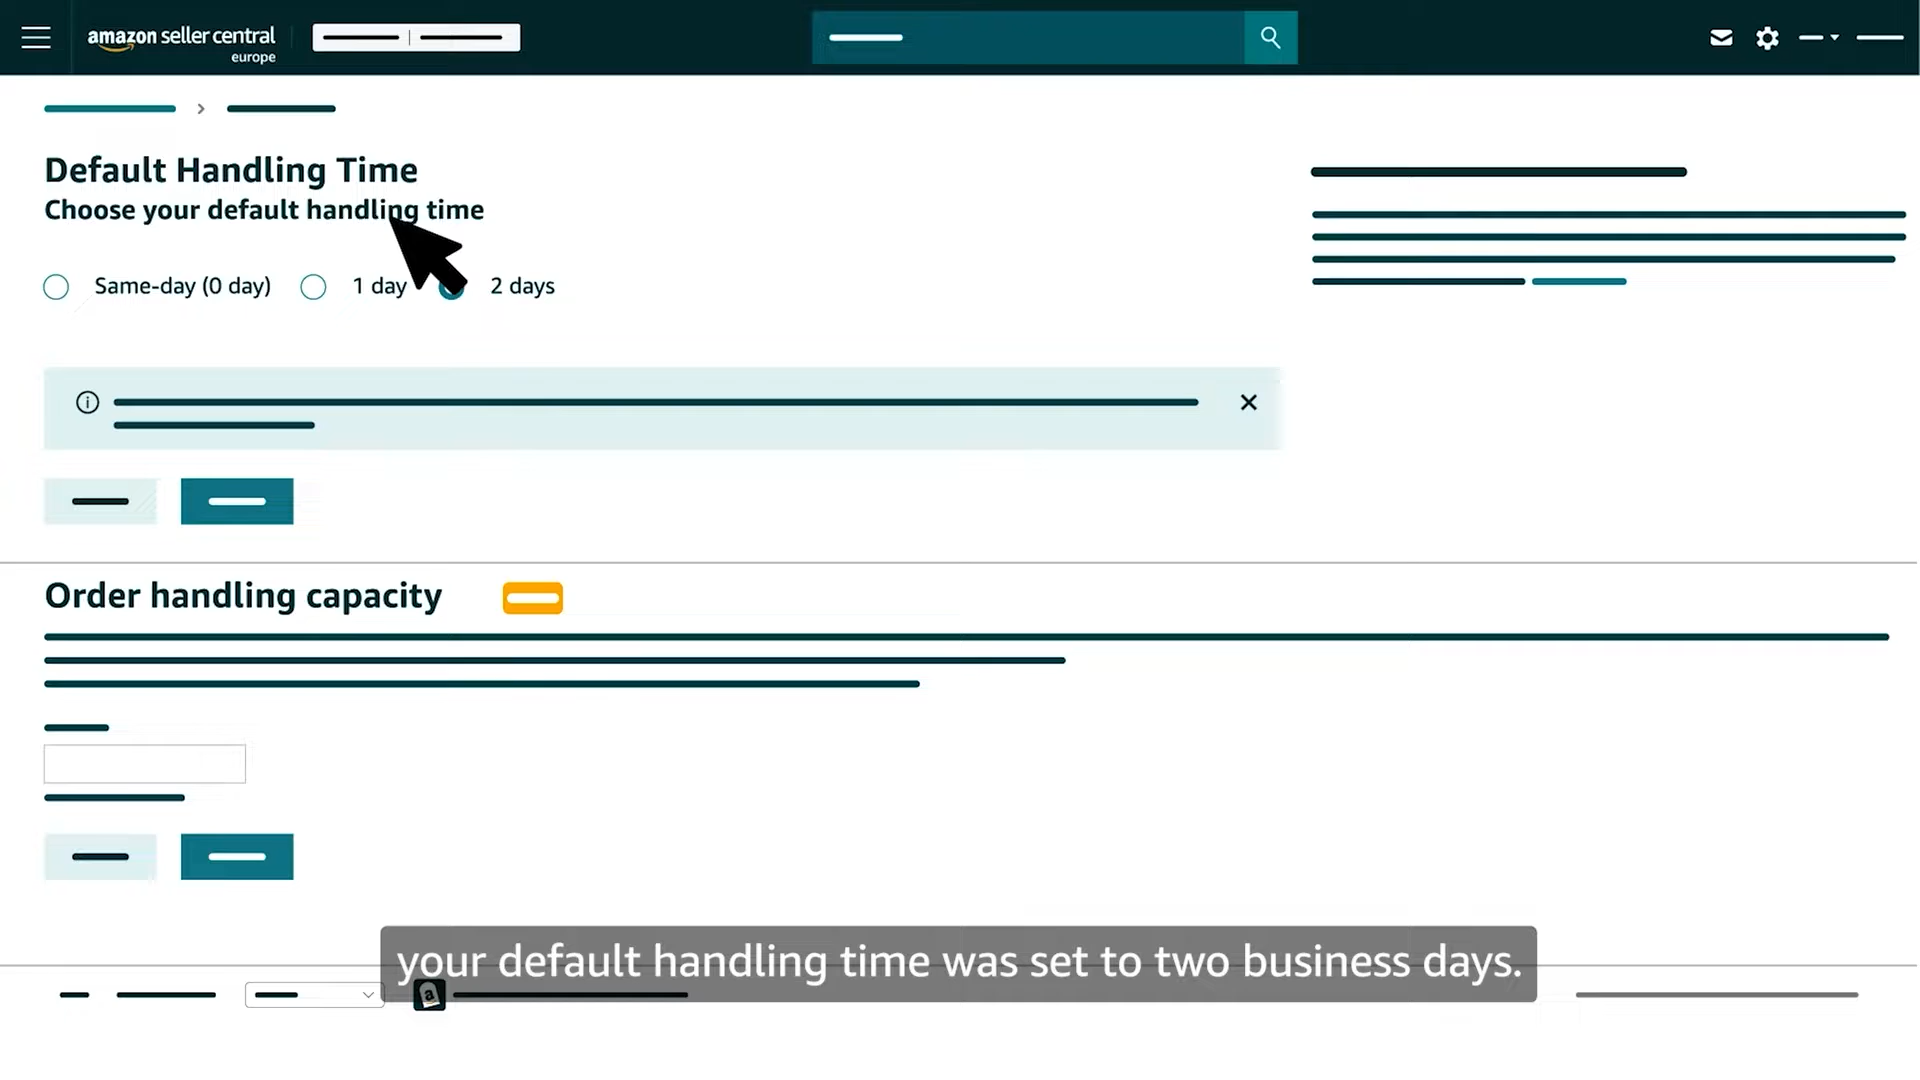 amazon seller central
europe
Default Handling Time
Choose your default handling time
Same-day (0 day) 1 day 2 days
Order handling capacity
your default handling time was set to two business days.
a